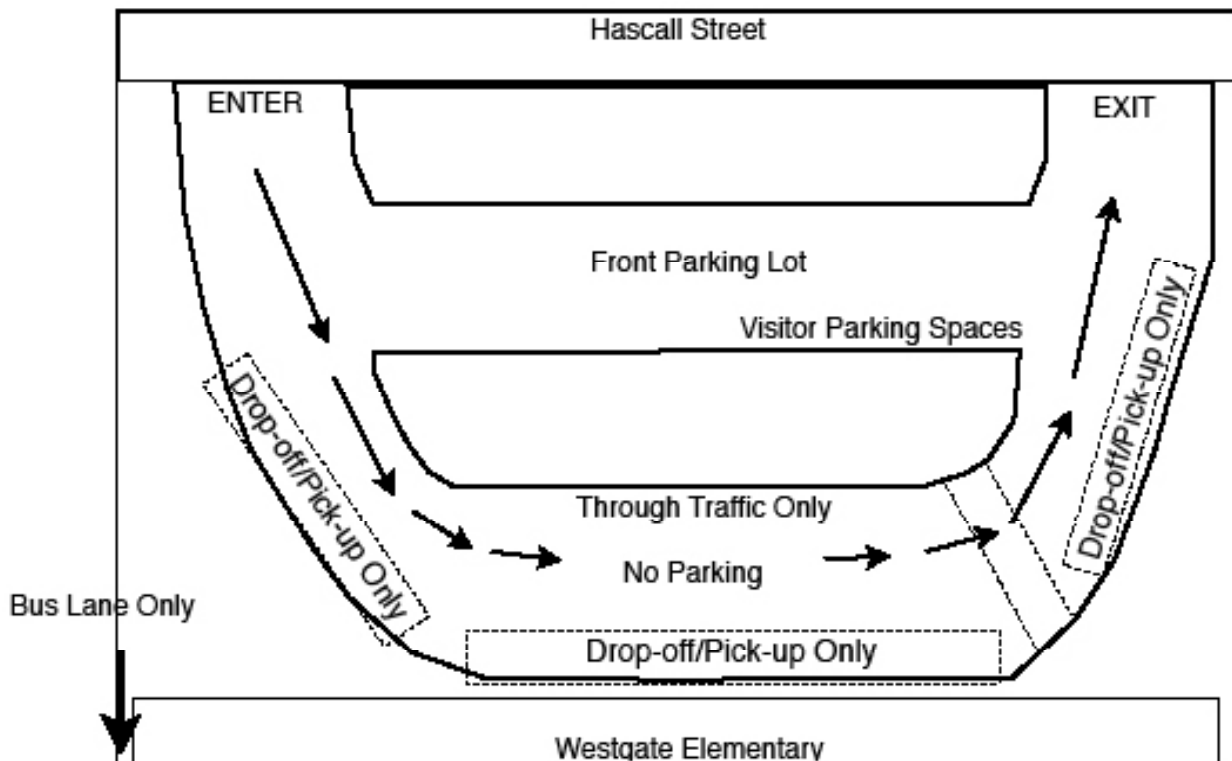 Hascall Street
ENTER
EXIT
Front Parking Lot
Visitor Parking Spaces
Drop-off/Pick-up Only
Drop-off/Pick-up Only
Through Traffic Only
No Parking
Bus Lane Only
Drop-off/Pick-up Only
Westgate Elementary